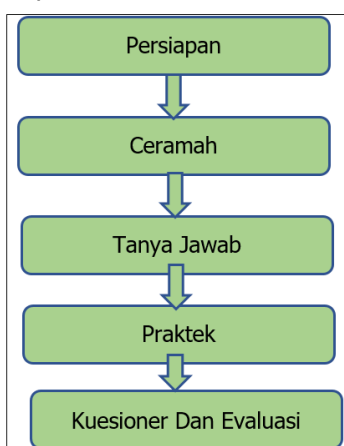 Persiapan
Ceramah
Tanya Jawab
Praktek
Kuesioner Dan Evaluasi